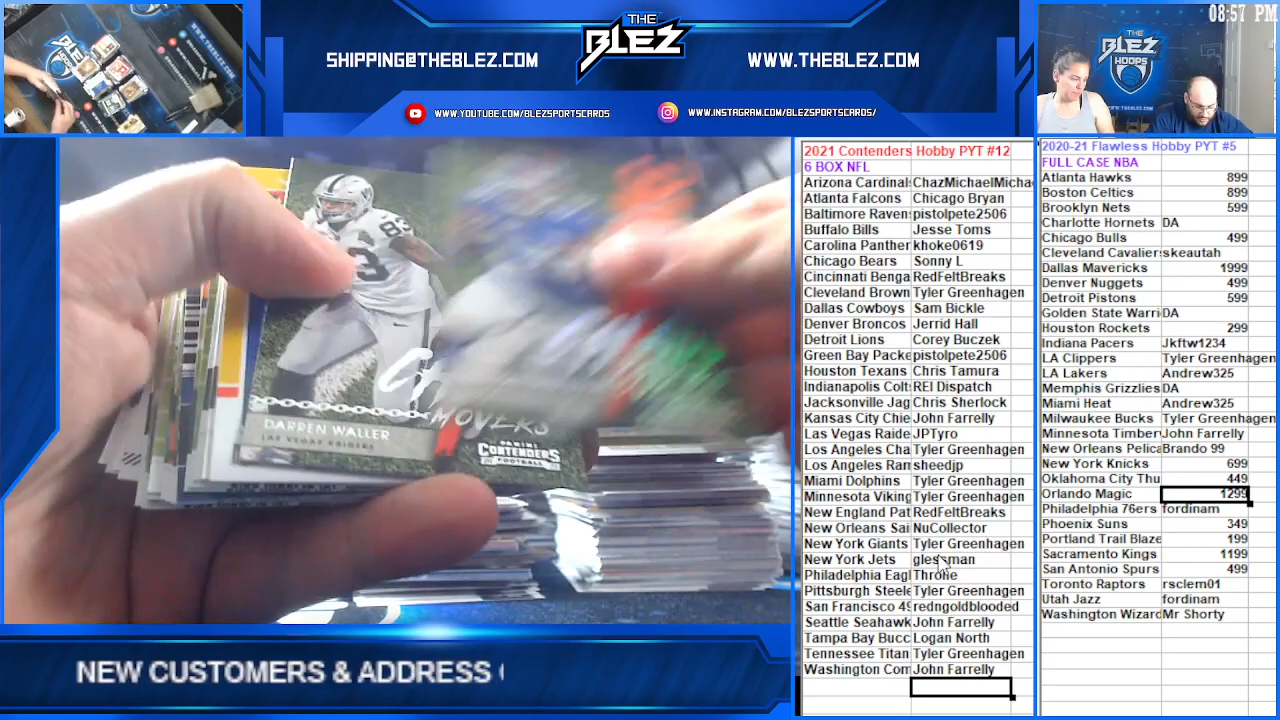 THE
BLEZ
SHIPPING@THEBLEZ.COM
WWW.THEBLEZ.COM
WWW.YOUTUBE.COM/BLEZSPORTSCARDS
WWW.INSTAGRAM.COM/BLEZSPORTSCARDS/
08:57 PM
THE
BLEZ
HOOPS
83
3
MOVERS
DARREN WALLER
LAS VEGAS RAIDERS
PANINI
CONTENDERS
FOOTBALL
NEW CUSTOMERS & ADDRESS
2021 Contenders Hobby PYT #12
6 BOX NFL
Arizona Cardinal ChazMichaelMichae
Atlanta Falcons Chicago Bryan
Baltimore Raven pistolpete2506
Buffalo Bills Jesse Toms
Carolina Panther khoke0619
Chicago Bears Sonny L
Cincinnati Benga RedFeltBreaks
Cleveland Brown Tyler Greenhagen
Dallas Cowboys Sam Bickle
Denver Broncos Jerrid Hall
Detroit Lions Corey Buczek
Green Bay Packe pistolpete2506
Houston Texans Chris Tamura
Indianapolis Colt REI Dispatch
Jacksonville Jag Chris Sherlock
Kansas City Chie John Farrelly
Las Vegas Raide JPTyro
Los Angeles Cha Tyler Greenhagen
Los Angeles Ran sheedjp
Miami Dolphins Tyler Greenhagen
Minnesota Viking Tyler Greenhagen
New England Pat RedFeltBreaks
New Orleans Sai NuCollector
New York Giants Tyler Greenhagen
New York Jets
Philadelphia Eagl Throne
Pittsburgh Steele Tyler Greenhagen
San Francisco 49 redngoldblooded
Seattle Seahawk John Farrelly
Tampa Bay Bucc Logan North
Tennessee Titan Tyler Greenhagen
Washington Com John Farrelly
2020-21 Flawless Hobby PYT #5
FULL CASE NBA
Atlanta Hawks 899
Boston Celtics 899
Brooklyn Nets 599
Charlotte Hornets DA
Chicago Bulls 499
Cleveland Cavalier skeautah
Dallas Mavericks 1999
Denver Nuggets 499
Detroit Pistons 599
Golden State Warri DA
Houston Rockets 299
Indiana Pacers Jkftw1234
LA Clippers Tyler Greenhagen
LA Lakers Andrew325
Memphis Grizzlies DA
Miami Heat Andrew325
Milwaukee Bucks Tyler Greenhagen
Minnesota Timber John Farrelly
New Orleans Pelica Brando 99
New York Knicks 699
Oklahoma City Thu 449
Orlando Magic 1299
Philadelphia 76ers fordinam
Phoenix Suns 349
Portland Trail Blaze 199
Sacramento Kings 1199
San Antonio Spurs 499
Toronto Raptors rsclem01
Utah Jazz fordinam
Washington Wizard Mr Shorty